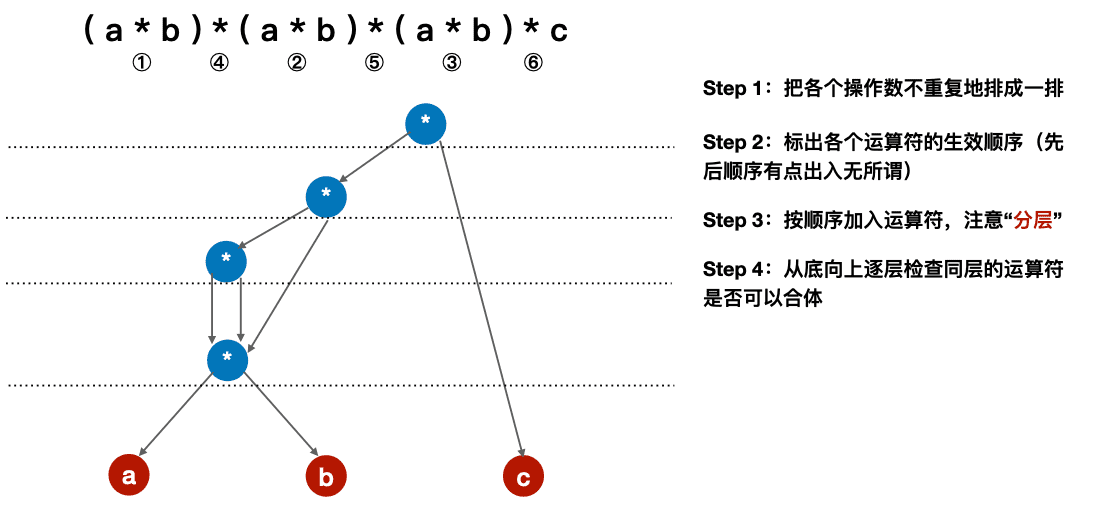 ( a * b ) * ( a * b ) * ( a * b ) * c
① ④ ② ⑤ ③ ⑥
Step 1：把各个操作数不重复地排成一排
Step 2：标出各个运算符的生效顺序（先
后顺序有点出入无所谓）
Step 3：按顺序加入运算符，注意“分层”
Step 4：从底向上逐层检查同层的运算符
是否可以合体
*
*
*
*
a b c